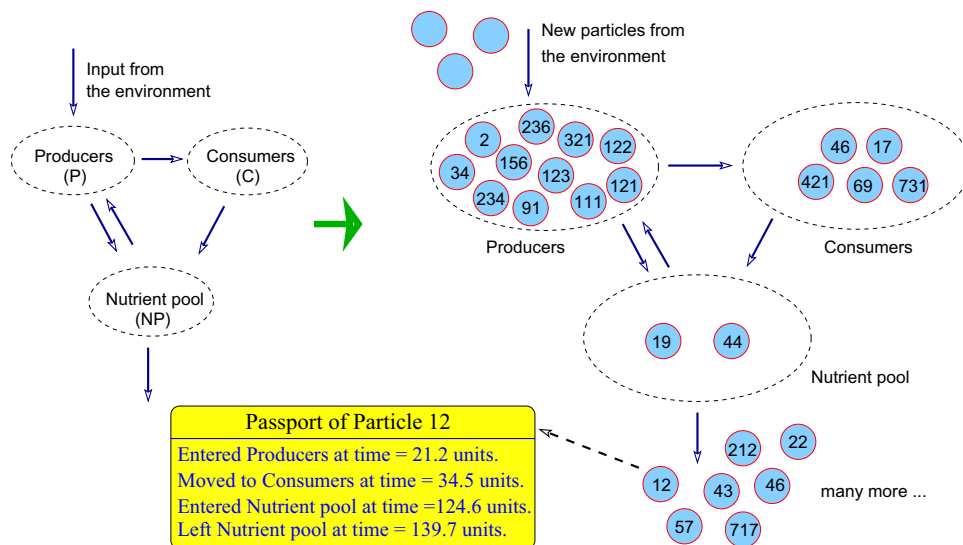 Input from
the environment
Producers
(P)
Consumers
(C)
Nutrient pool
(NP)
New particles from
the environment
2
236
321
122
34
156
123
121
234
91
111
Producers
46
17
421
69
731
Consumers
19
44
Nutrient pool
Passport of Particle 12
Entered Producers at time = 21.2 units.
Moved to Consumers at time = 34.5 units.
Entered Nutrient pool at time =124.6 units.
Left Nutrient pool at time = 139.7 units.
212
22
12
43
46
57
717
many more ...